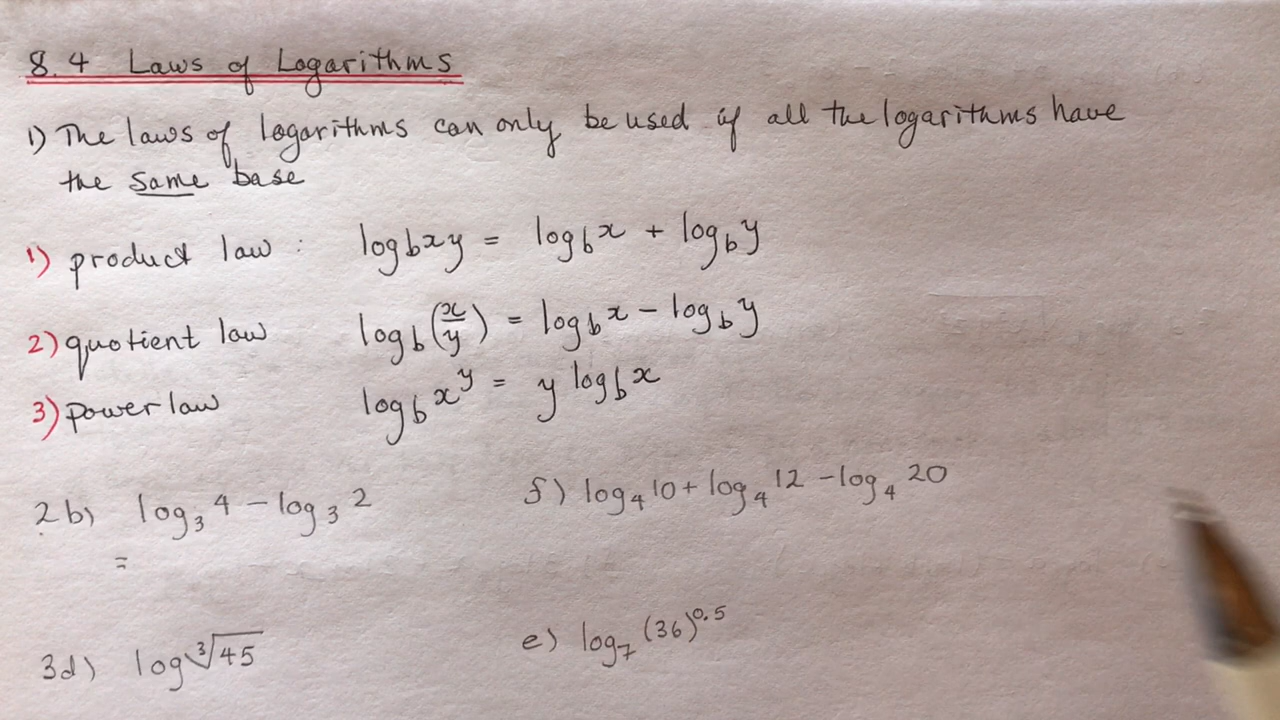 8.4 Laws of Logarithms
1) The laws of logarithms can only be used if all the logarithms have
the same base
1) product law : log_b xy = log_b x + log_b y
2) quotient law log_b (x/y) = log_b x - log_b y
3) power law log_b x^y = y log_b x
2b) log_3 4 - log_3 2 f) log_4 10 + log_4 12 - log_4 20
=
3d) log ∛45 e) log_7 (36)^0.5